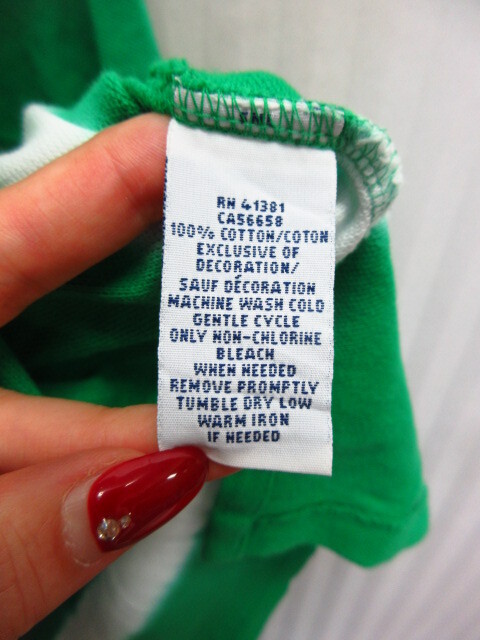 RN 41381
CA56658
100% COTTON/COTON
EXCLUSIVE OF
DECORATION/
SAUF DÉCORATION
MACHINE WASH COLD
GENTLE CYCLE
ONLY NON-CHLORINE
BLEACH
WHEN NEEDED
REMOVE PROMPTLY
TUMBLE DRY LOW
WARM IRON
IF NEEDED